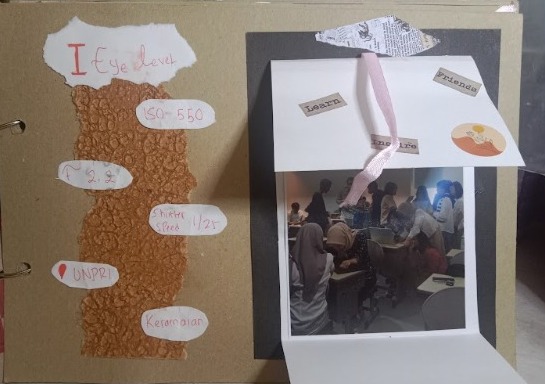 I Eye level
ISO-550
F 2.2
Shutter
Speed 1/25
UNPRI
Keramaian
Learn
Friends
Inspire